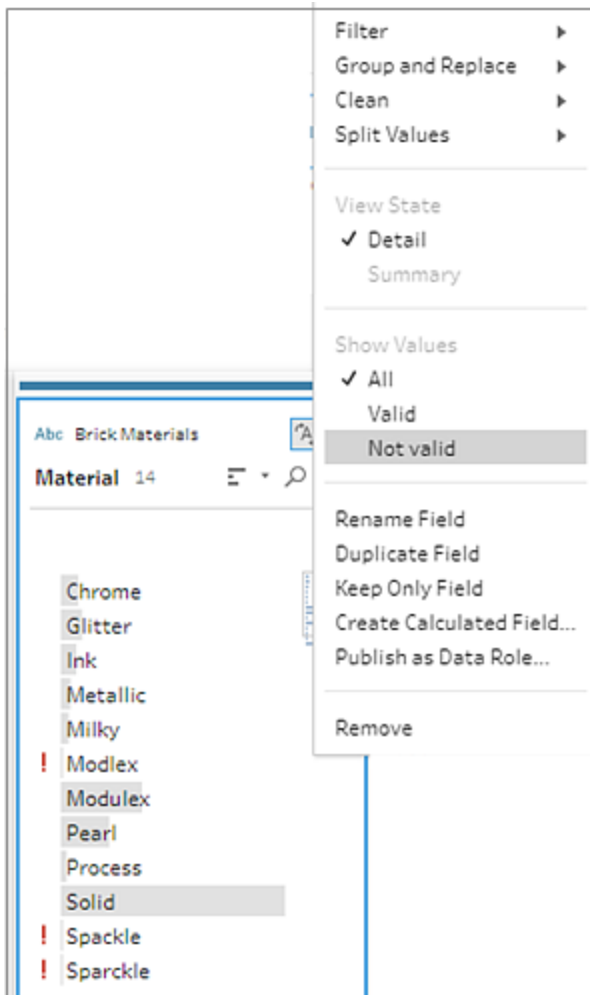 Filter
Group and Replace
Clean
Split Values
View State
Detail
Summary
Show Values
All
Valid
Not valid
Rename Field
Duplicate Field
Keep Only Field
Create Calculated Field...
Publish as Data Role...
Remove
Abc Brick Materials
Material 14
Chrome
Glitter
Ink
Metallic
Milky
! Modlex
Modulex
Pearl
Process
Solid
! Spackle
! Sparckle